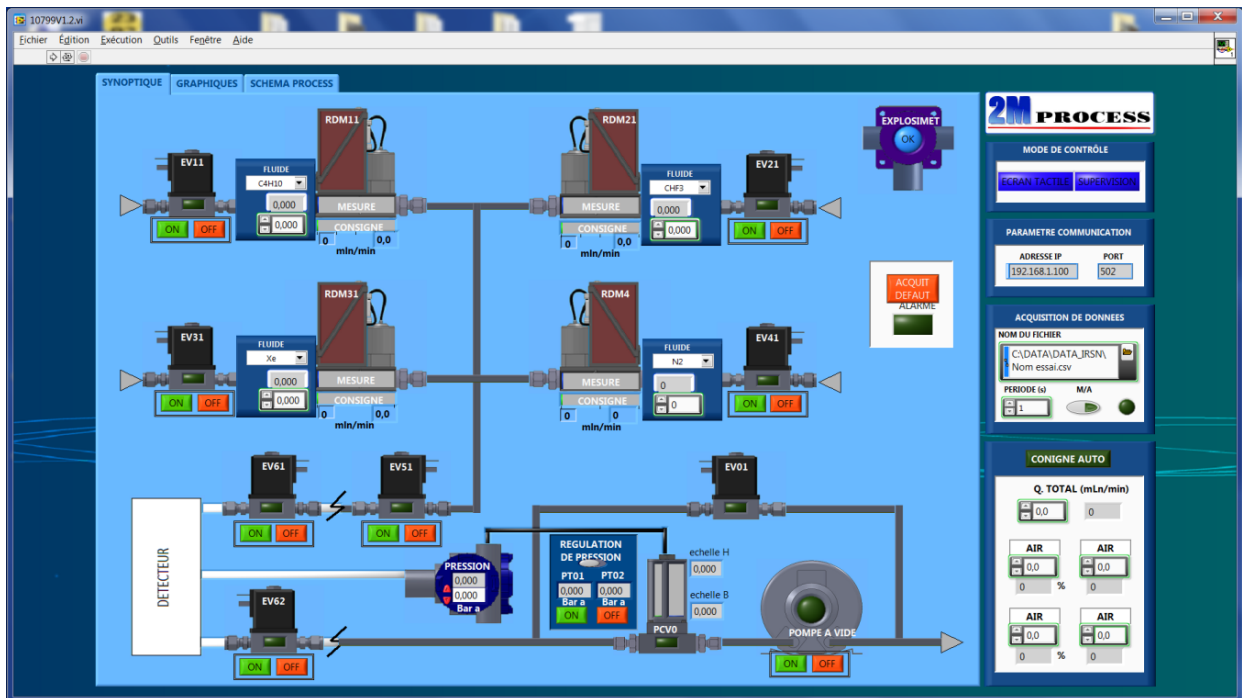 10799V1.2.vi
Fichier Édition Exécution Outils Fenêtre Aide
SYNOPTIQUE GRAPHIQUES SCHEMA PROCESS
RDM11
EV11
FLUIDE
C4H10
0,000
0,000
MESURE
CONSIGNE
0 0,0
mln/min
ON OFF
RDM21
FLUIDE
CHF3
0,000
0,000
MESURE
CONSIGNE
0 0,0
mln/min
EV21
ON OFF
EXPLOSIMET
OK
RDM31
EV31
FLUIDE
Xe
0,000
0,000
MESURE
CONSIGNE
0 0,0
mln/min
ON OFF
RDM4
FLUIDE
N2
0
0
MESURE
CONSIGNE
0 0
mln/min
EV41
ON OFF
ACQUIT
DEFAUT
ALARME
EV61
ON OFF
EV51
ON OFF
EV01
ON OFF
DETECTEUR
PRESSION
0,000
0,000
Bar a
REGULATION
DE PRESSION
PT01 PT02
0,000 0,000
Bar a Bar a
ON OFF
echelle H
0,000
echelle B
0,000
PCV0
POMPE A VIDE
ON OFF
EV62
ON OFF
2M PROCESS
MODE DE CONTRÔLE
ECRAN TACTILE SUPERVISION
PARAMETRE COMMUNICATION
ADRESSE IP PORT
192.168.1.100 502
ACQUISITION DE DONNEES
NOM DU FICHIER
C:\DATA\DATA_IRSN\
Nom essai.csv
PERIODE (s) M/A
1
CONIGNE AUTO
Q. TOTAL (mLn/min)
0,0 0
AIR AIR
0,0 0,0
0 % 0
AIR AIR
0,0 0,0
0 % 0